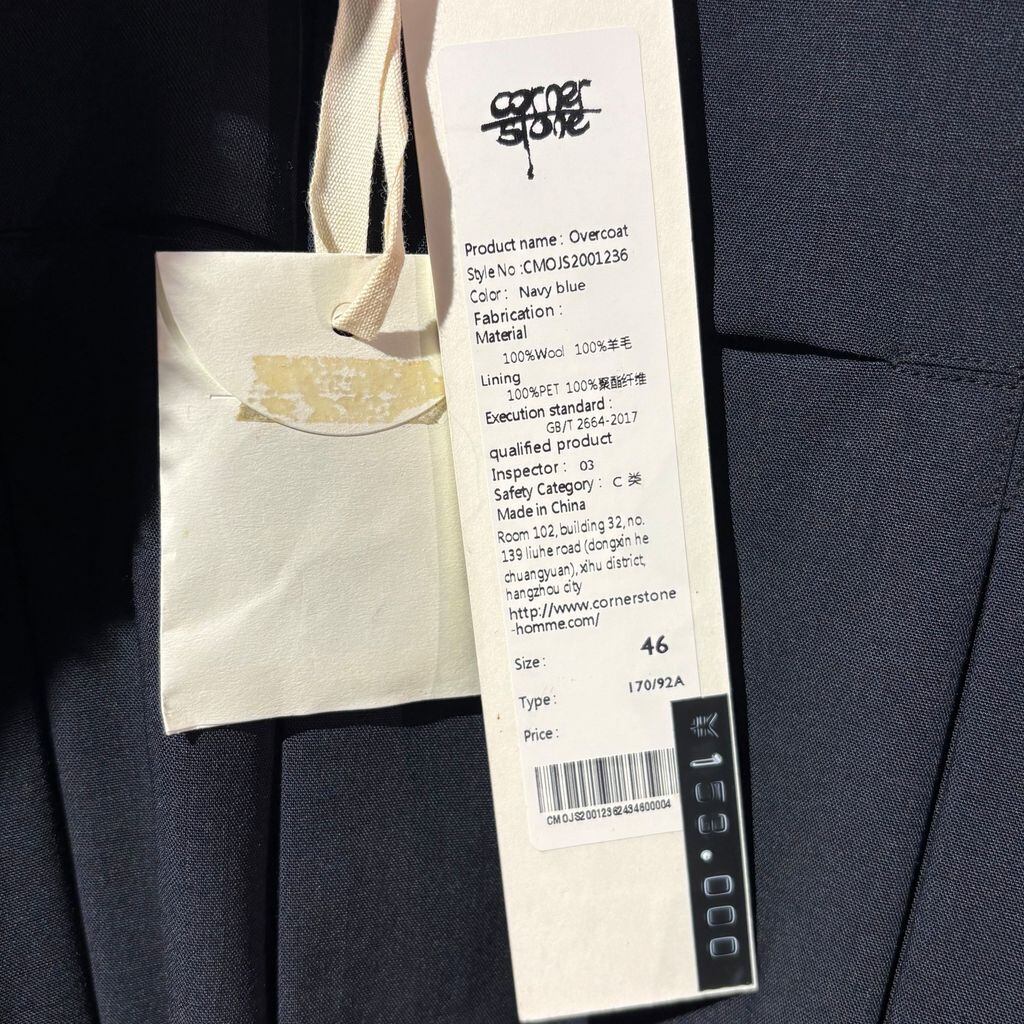 corner
stone
Product name : Overcoat
Style No :CMOJS2001236
Color : Navy blue
Fabrication :
Material
100%Wool 100%羊毛
Lining
100%PET 100%聚酯纤维
Execution standard :
GB/T 2664-2017
qualified product
Inspector : 03
Safety Category : C 类
Made in China
Room 102, building 32, no.
139 liuhe road (dongxin he
chuangyuan), xihu district,
hangzhou city
http://www.cornerstone
-homme.com/
Size : 46
Type : 170/92A
Price :
CMOJS20012362434600004
153.000